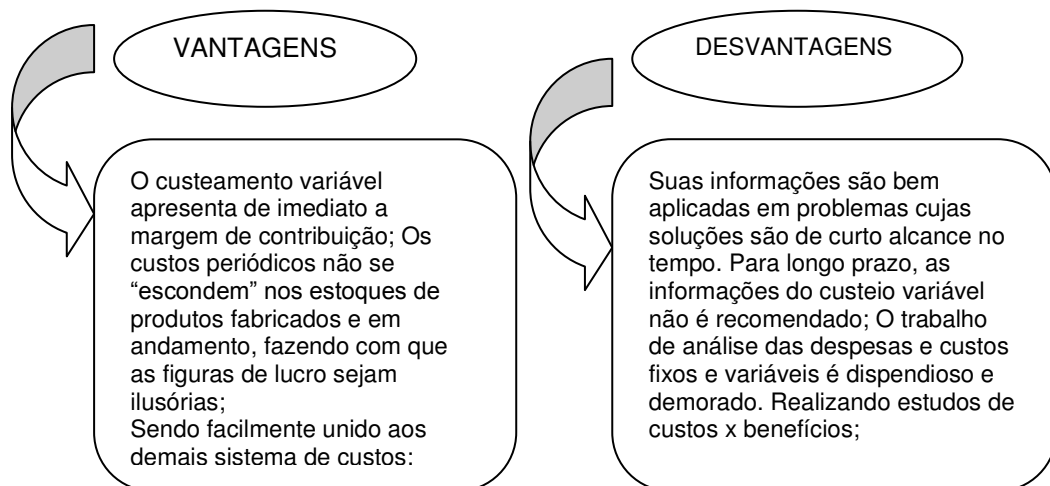 VANTAGENS
O custeamento variável
apresenta de imediato a
margem de contribuição; Os
custos periódicos não se
“escondem” nos estoques de
produtos fabricados e em
andamento, fazendo com que
as figuras de lucro sejam
ilusórias;
Sendo facilmente unido aos
demais sistema de custos:
DESVANTAGENS
Suas informações são bem
aplicadas em problemas cujas
soluções são de curto alcance no
tempo. Para longo prazo, as
informações do custeio variável
não é recomendado; O trabalho
de análise das despesas e custos
fixos e variáveis é dispendioso e
demorado. Realizando estudos de
custos x benefícios;